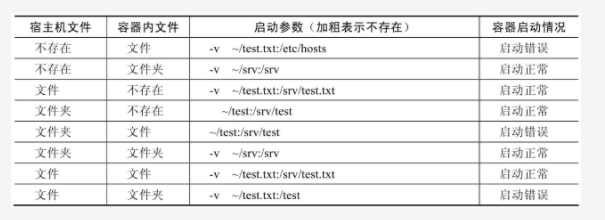 宿主机文件 容器内文件 启动参数（加粗表示不存在） 容器启动情况
不存在 文件 -v ~/test.txt:/etc/hosts 启动错误
不存在 文件夹 -v ~/srv:/srv 启动正常
文件 不存在 -v ~/test.txt:/srv/test.txt 启动正常
文件夹 不存在 ~/test:/srv/test 启动正常
文件夹 文件 ~/test:/srv/test 启动错误
文件夹 文件夹 -v ~/srv:/srv 启动正常
文件 文件 -v ~/test.txt:/srv/test.txt 启动正常
文件 文件夹 -v ~/test.txt:/test 启动错误